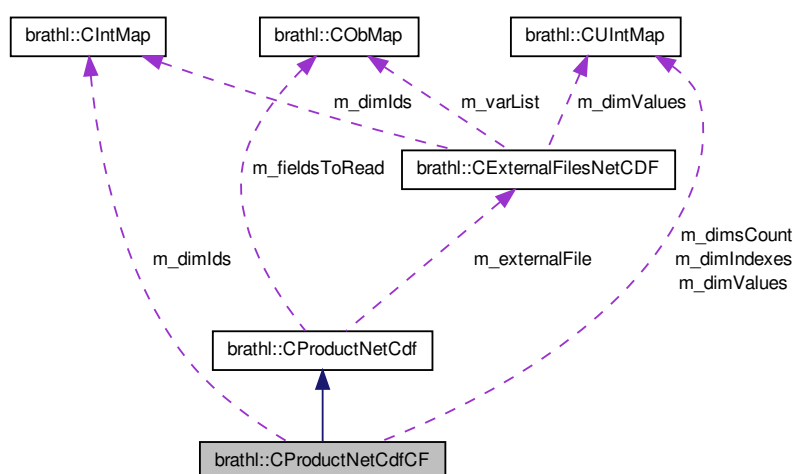 brathl::CIntMap
brathl::CObMap
brathl::CUIntMap
m_dimIds
m_varList
m_dimValues
m_fieldsToRead
brathl::CExternalFilesNetCDF
m_dimIds
m_externalFile
m_dimsCount
m_dimIndexes
m_dimValues
brathl::CProductNetCdf
brathl::CProductNetCdfCF